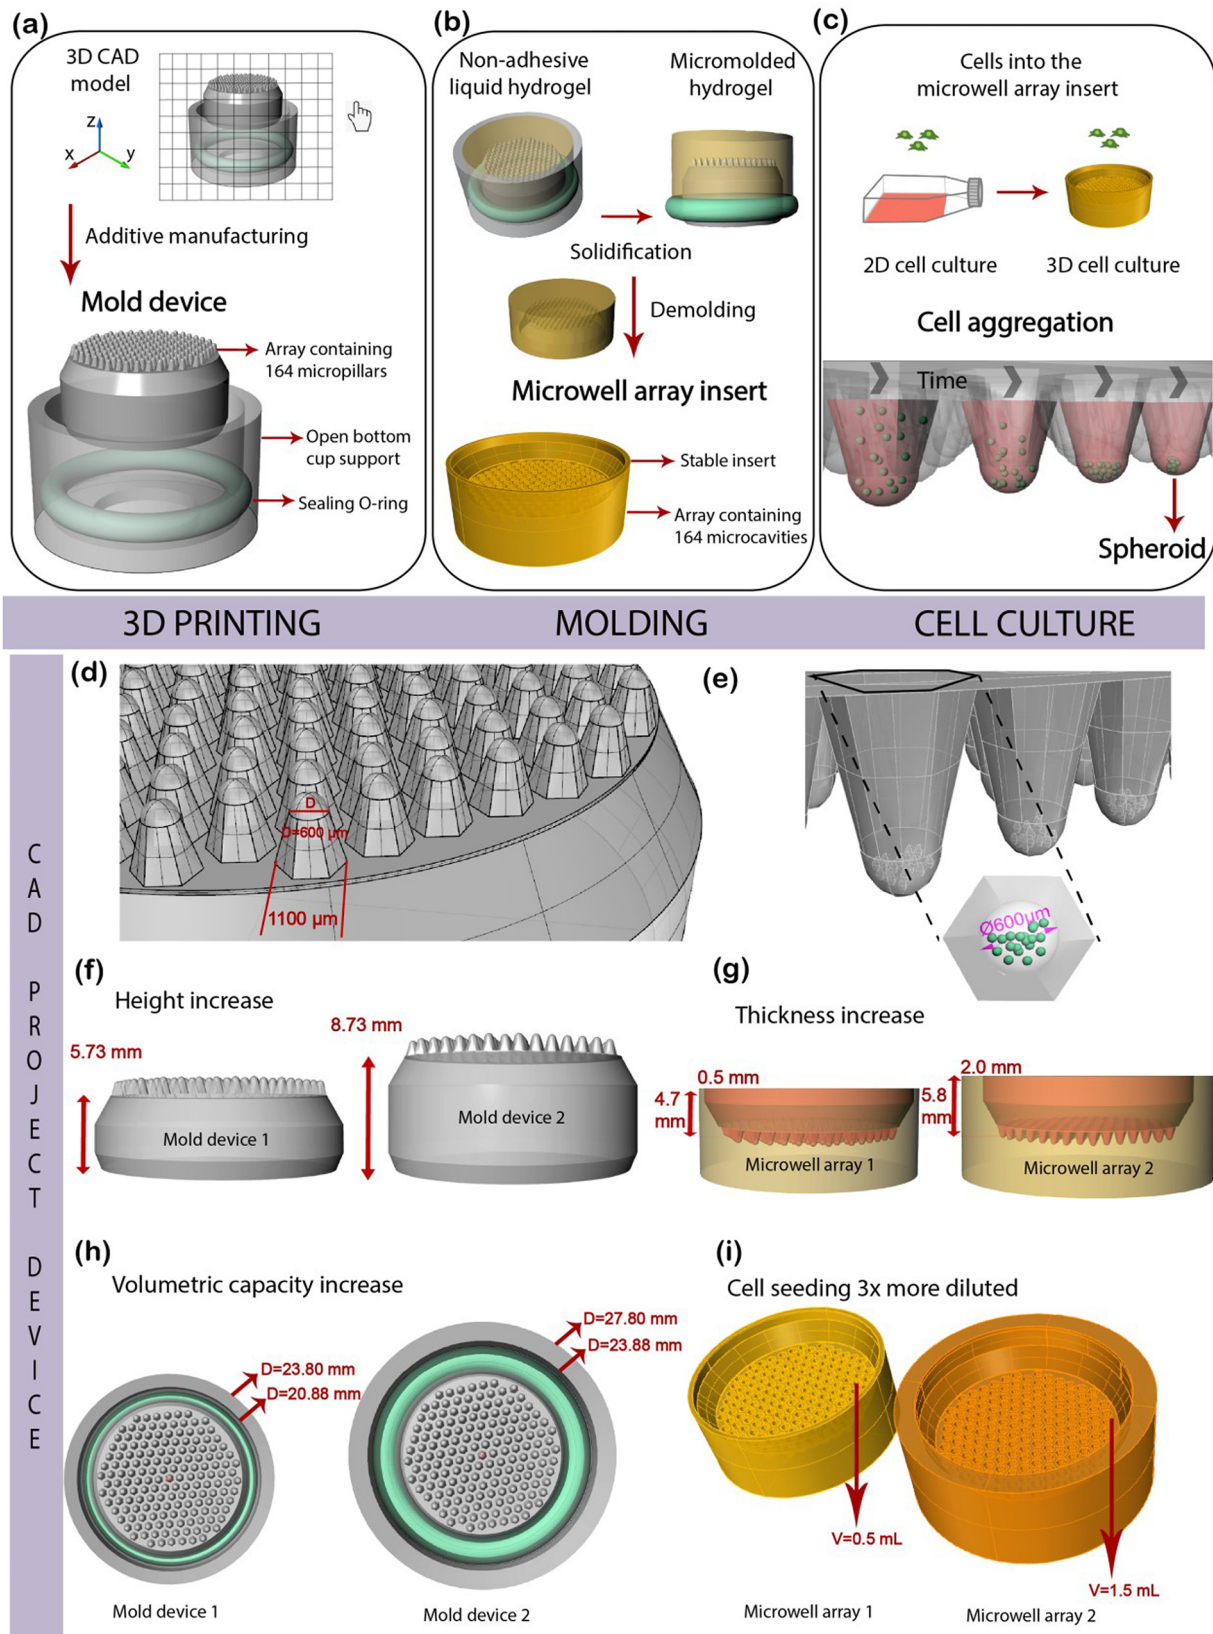 (a)
3D CAD
model
z
x
y
Additive manufacturing
Mold device
Array containing
164 micropillars
Open bottom
cup support
Sealing O-ring
(b)
Non-adhesive
liquid hydrogel
Micromolded
hydrogel
Solidification
Demolding
Microwell array insert
Stable insert
Array containing
164 microcavities
(c)
Cells into the
microwell array insert
2D cell culture
3D cell culture
Cell aggregation
Time
Spheroid
3D PRINTING
MOLDING
CELL CULTURE
CAD PROJECT DEVICE
(d)
D
D=600 µm
1100 µm
(e)
Ø600µm
(f)
Height increase
5.73 mm
8.73 mm
Mold device 1
Mold device 2
(g)
Thickness increase
0.5 mm
4.7
mm
2.0 mm
5.8
mm
Microwell array 1
Microwell array 2
(h)
Volumetric capacity increase
D=23.80 mm
D=20.88 mm
D=27.80 mm
D=23.88 mm
Mold device 1
Mold device 2
(i)
Cell seeding 3x more diluted
V=0.5 mL
V=1.5 mL
Microwell array 1
Microwell array 2